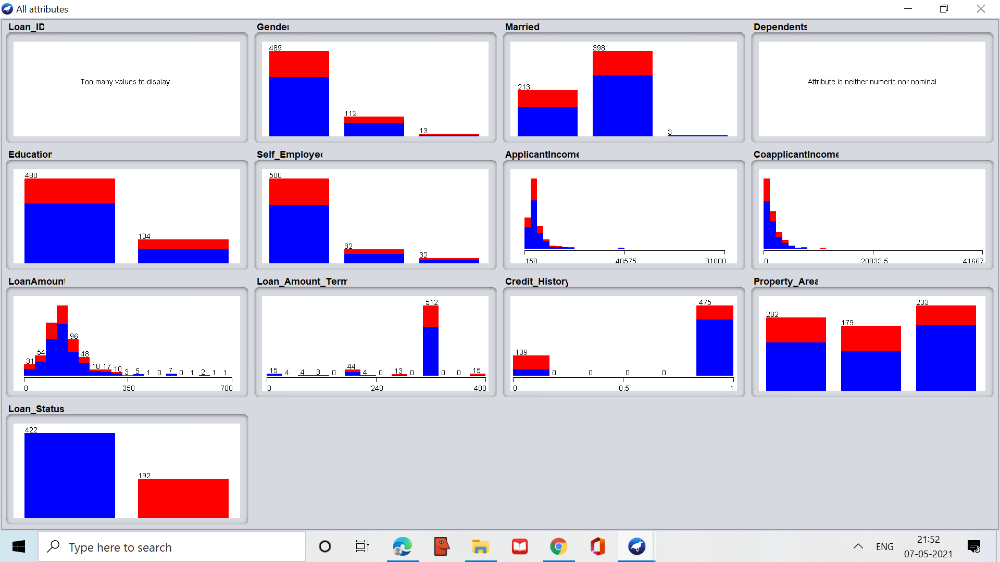 All attributes
Loan_ID
Gender
Married
Dependents
Too many values to display.
489
112
13
213
398
3
Attribute is neither numeric nor nominal.
Education
Self_Employed
ApplicantIncome
CoapplicantIncome
480
134
500
82
32
150 40575 81000
0 20833.5 41667
LoanAmount
Loan_Amount_Term
Credit_History
Property_Area
31 54 96 48 18 17 10 3 5 1 0 7 0 1 2 1 1
0 350 700
15 4 4 3 0 44 4 0 13 0 512 0 0 15
0 240 480
139 0 0 0 0 475
0 0.5 1
202
179
233
Loan_Status
422
192
Type here to search
ENG
21:52
07-05-2021